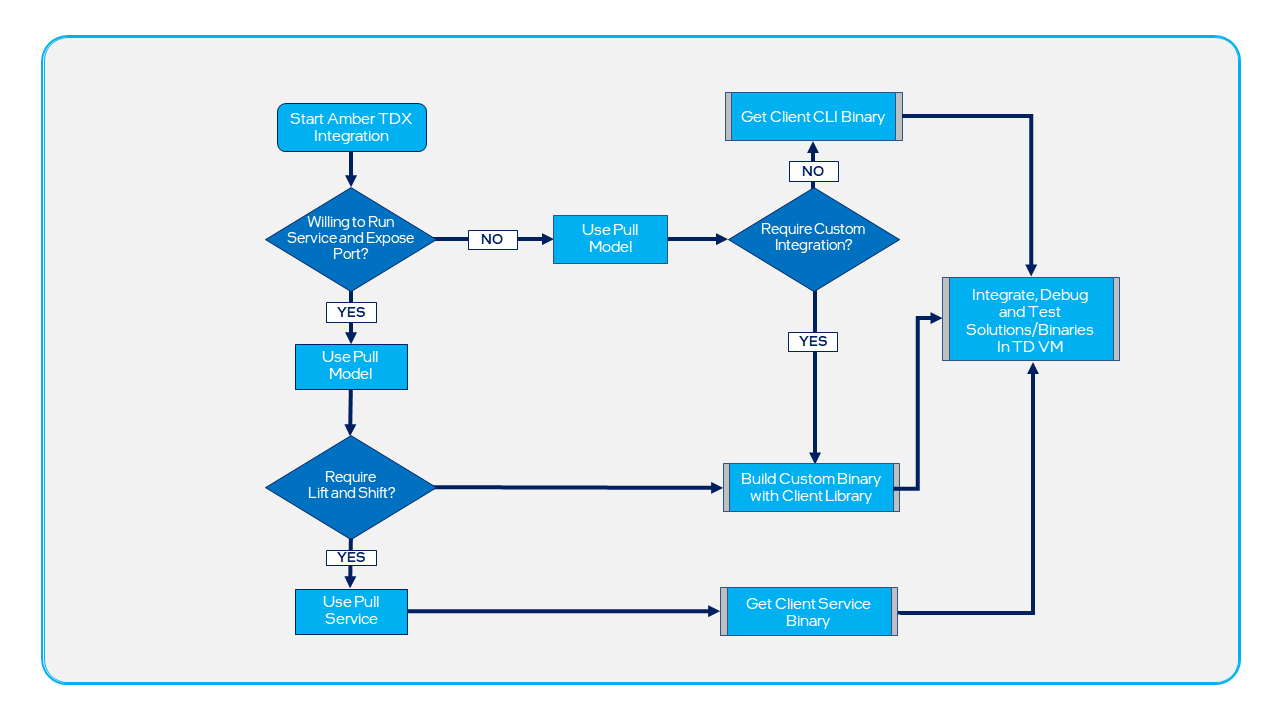 Start Amber TDX
Integration
Get Client CLI Binary
NO
Willing to Run
Service and Expose
Port?
NO
Use Pull
Model
Require Custom
Integration?
YES
Use Pull
Model
YES
Integrate, Debug
and Test
Solutions/Binaries
In TD VM
Require
Lift and Shift?
Build Custom Binary
with Client Library
YES
Use Pull
Service
Get Client Service
Binary